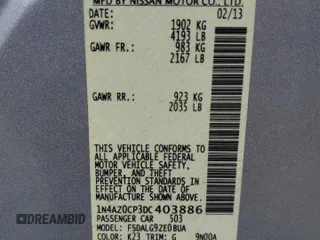 MFD BY NISSAN MOTOR CO., LTD.
02/13
GVWR: 1902 KG
4193 LB
GAWR FR: 983 KG
2167 LB
GAWR RR: 923 KG
2035 LB
THIS VEHICLE CONFORMS TO ALL
APPLICABLE FEDERAL MOTOR VEHICLE
SAFETY, BUMPER, AND THEFT
PREVENTION STANDARDS IN EFFECT
ON THE DATE OF MANUFACTURE
SHOWN ABOVE.
1N4AZ0CP3DC403886
PASSENGER CAR 503
MODEL: FSDALG9ZE0BUA
COLOR: K23 TRIM: G 9N00A